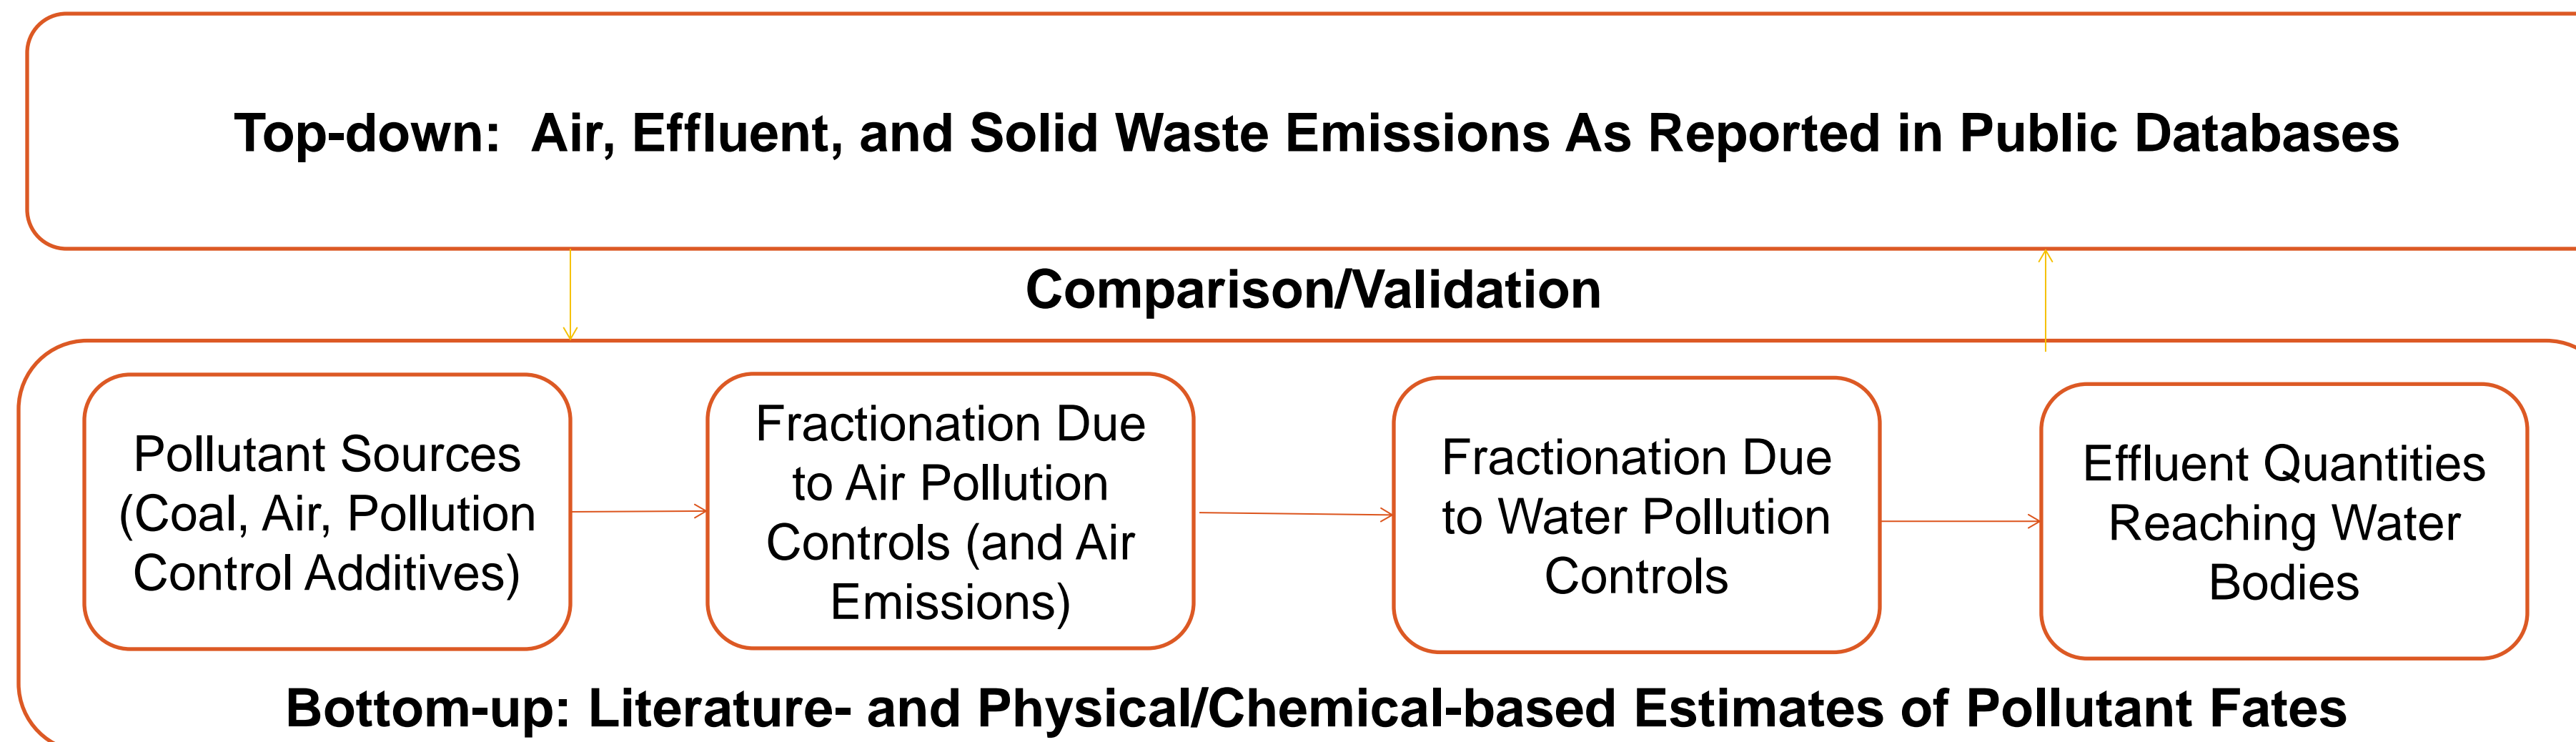 Top-down:  Air, Effluent, and Solid Waste Emissions As Reported in Public Databases
Comparison/Validation
Pollutant Sources
(Coal, Air, Pollution
Control Additives)
Fractionation Due
to Air Pollution
Controls (and Air
Emissions)
Fractionation Due
to Water Pollution
Controls
Effluent Quantities
Reaching Water
Bodies
Bottom-up: Literature- and Physical/Chemical-based Estimates of Pollutant Fates